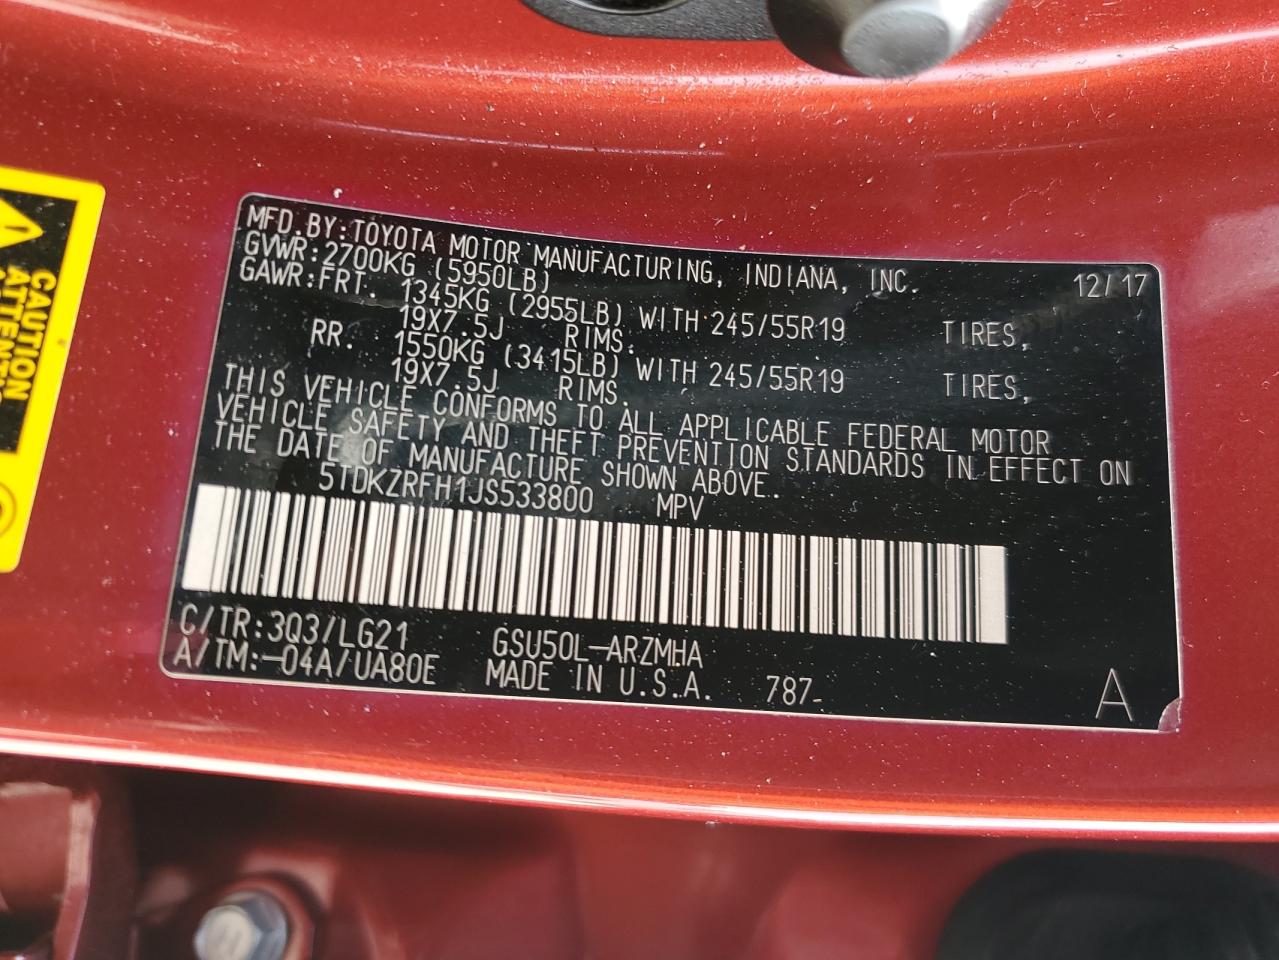 MFD.BY:TOYOTA MOTOR MANUFACTURING, INDIANA, INC. 12/17
GVWR:2700KG (5950LB)
GAWR:FRT. 1345KG (2955LB) WITH 245/55R19 TIRES,
19X7.5J RIMS.
RR. 1550KG (3415LB) WITH 245/55R19 TIRES,
19X7.5J RIMS.
THIS VEHICLE CONFORMS TO ALL APPLICABLE FEDERAL MOTOR
VEHICLE SAFETY AND THEFT PREVENTION STANDARDS IN EFFECT ON
THE DATE OF MANUFACTURE SHOWN ABOVE.
5TDKZRFH1JS533800 MPV
C/TR:3Q3/LG21 GSU50L-ARZMHA
A/TM:-04A/UA80E MADE IN U.S.A. 787- A
CAUTION